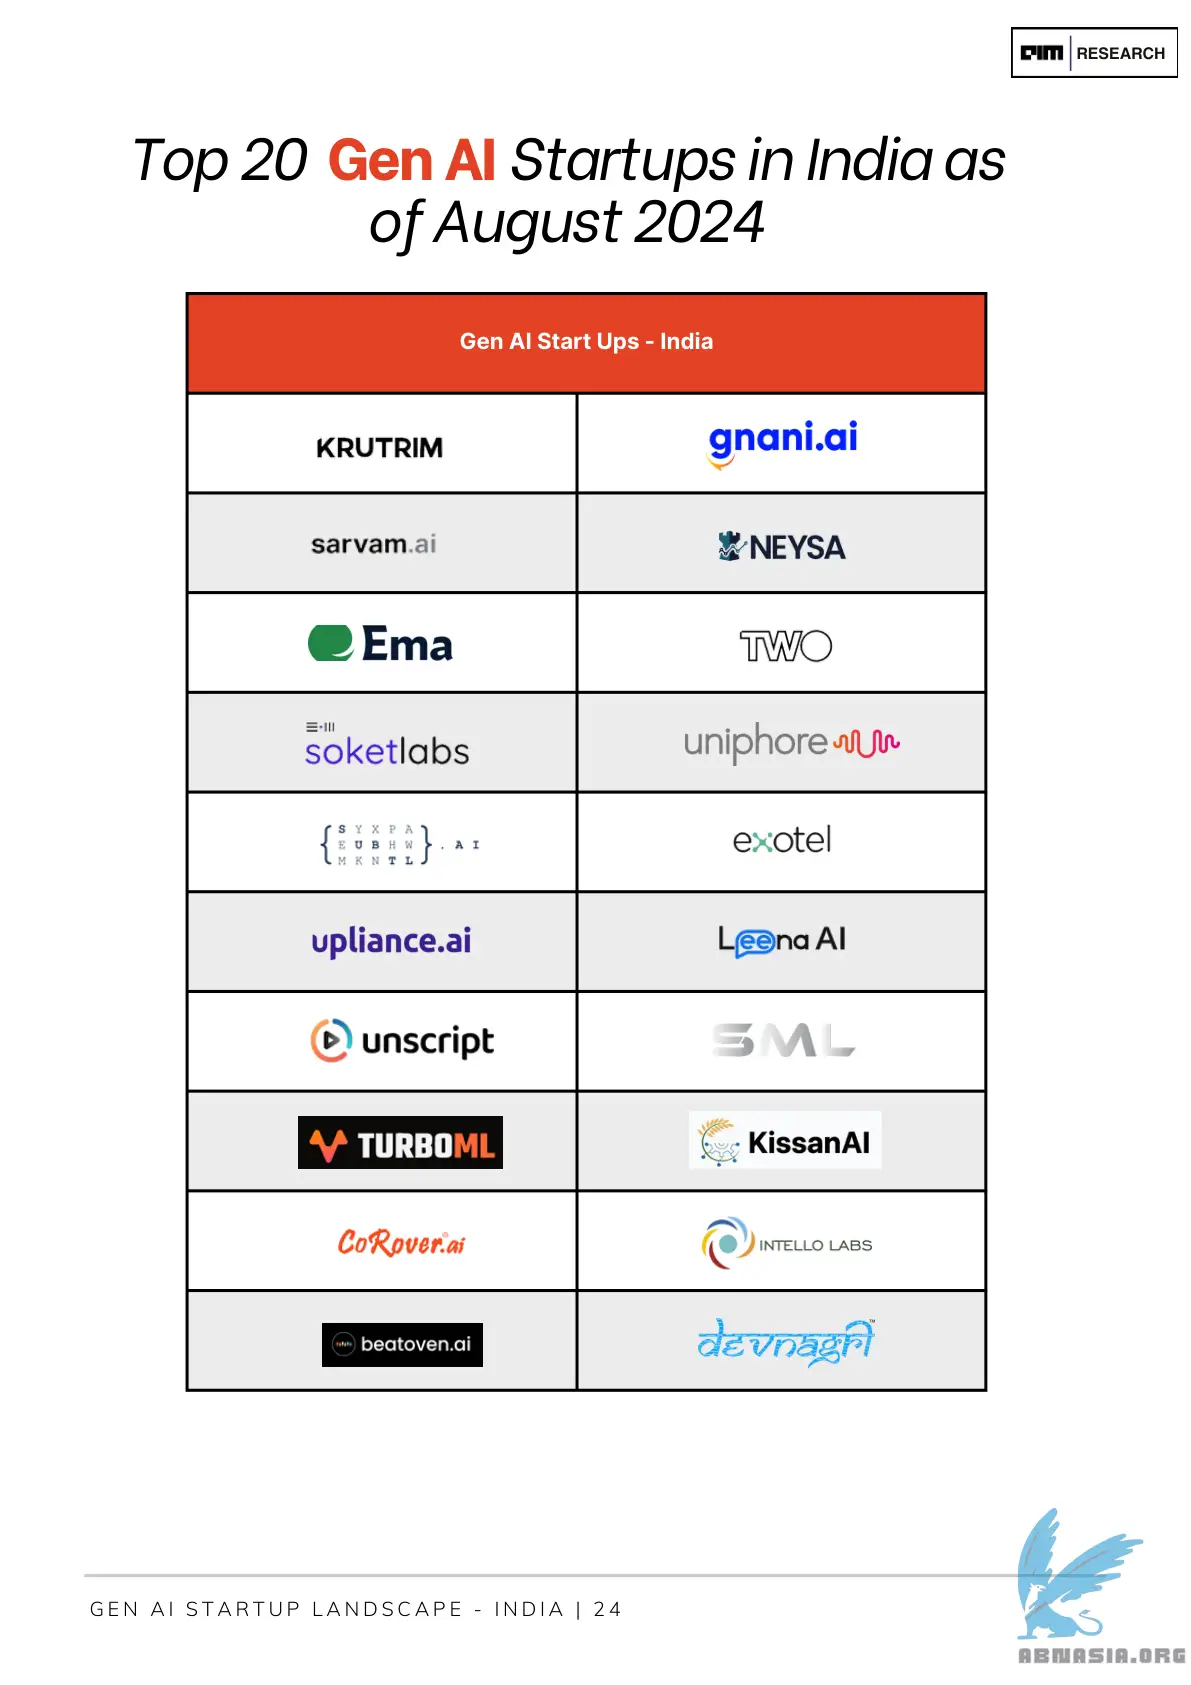 AIM RESEARCH
Top 20 Gen AI Startups in India as
of August 2024
Gen AI Start Ups - India
KRUTRIM
gnani.ai
sarvam.ai
NEYSA
Ema
TWO
soketlabs
uniphore
S Y X P A
E U B H W
M K N T L
.AI
exotel
upliance.ai
Leena AI
unscript
SML
TURBOML
KissanAI
CoRover.ai
INTELLO LABS
beatoven.ai
devnagri™
GEN AI STARTUP LANDSCAPE - INDIA | 24
ABNASIA.ORG